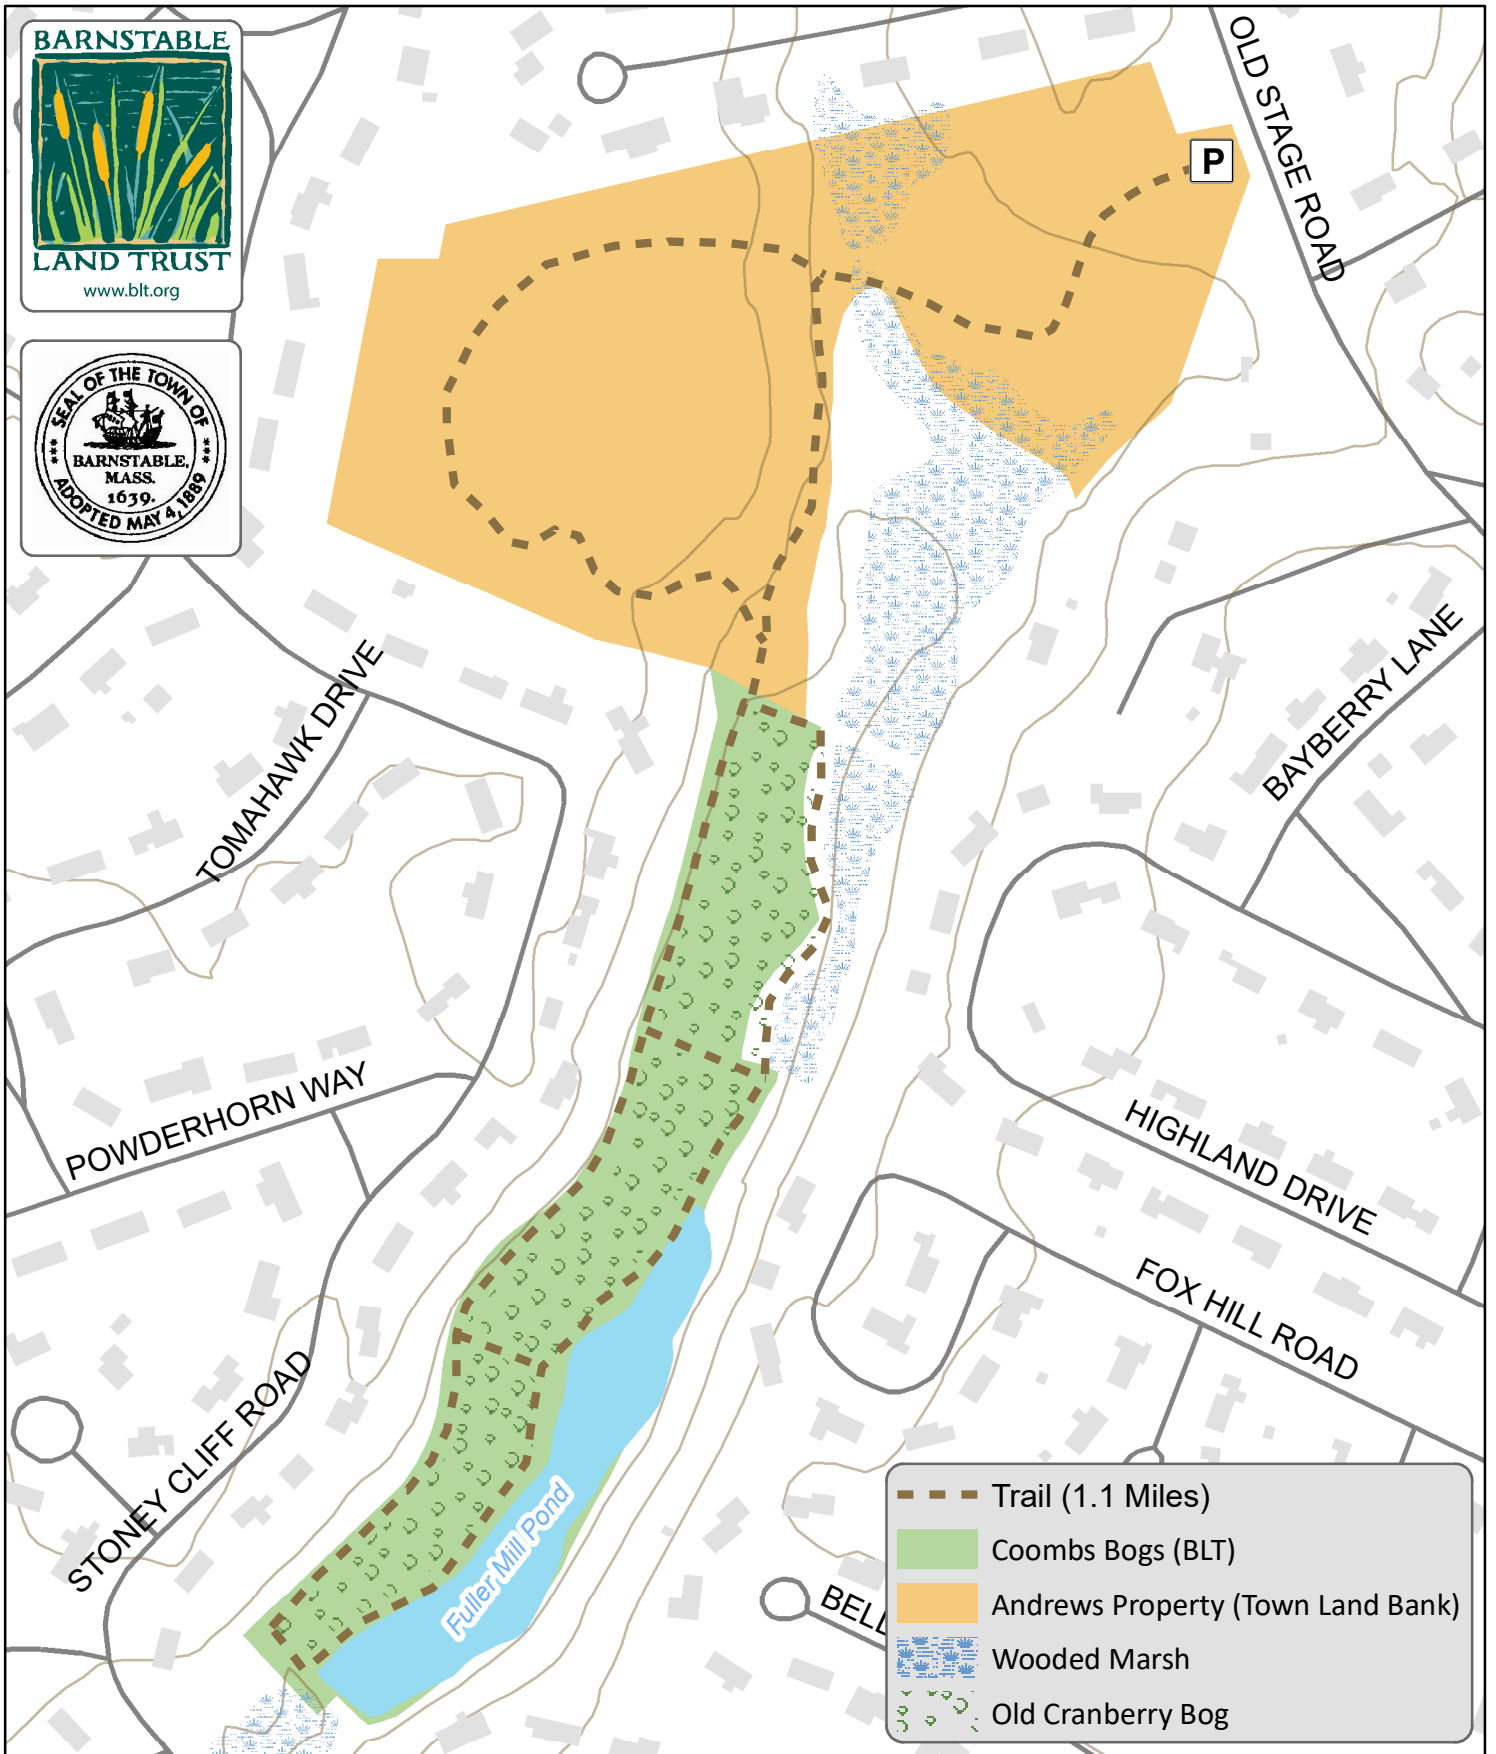 BARNSTABLE
LAND TRUST
www.blt.org
SEAL OF THE TOWN OF
BARNSTABLE,
MASS.
1639.
ADOPTED MAY 4, 1889
OLD STAGE ROAD
P
TOMAHAWK DRIVE
BAYBERRY LANE
POWDERHORN WAY
HIGHLAND DRIVE
FOX HILL ROAD
STONEY CLIFF ROAD
Fuller Mill Pond
BELL
Trail (1.1 Miles)
Coombs Bogs (BLT)
Andrews Property (Town Land Bank)
Wooded Marsh
Old Cranberry Bog